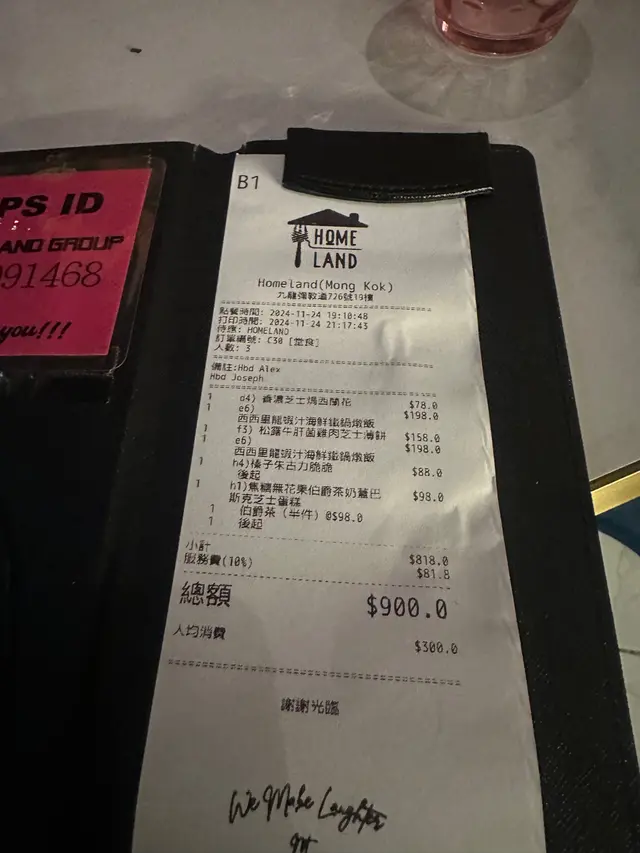 PS ID
AND GROUP
991468
you!!!
B1
HOME
LAND
Homeland(Mong Kok)
九龍彌敦道726號19樓
點餐時間: 2024-11-24 19:10:48
打印時間: 2024-11-24 21:17:43
待應: HOMELAND
訂單編號: C30 [堂食]
人數: 3
備註:Hbd Alex
Hbd Joseph
1 d4) 香濃芝士焗西蘭花 $78.0
1 e6) $198.0
西西里龍蝦汁海鮮鐵鍋燉飯
1 f3) 松露牛肝菌雞肉芝士薄餅 $158.0
1 e6) $198.0
西西里龍蝦汁海鮮鐵鍋燉飯
1 h4)榛子朱古力脆脆 $88.0
後起
1 h1)焦糖無花果伯爵茶奶蓋巴 $98.0
斯克芝士蛋糕
1 伯爵茶 (半件) @$98.0
1 後起
小計 $818.0
服務費(10%) $81.8
總額 $900.0
人均消費 $300.0
謝謝光臨
We Make Laughter